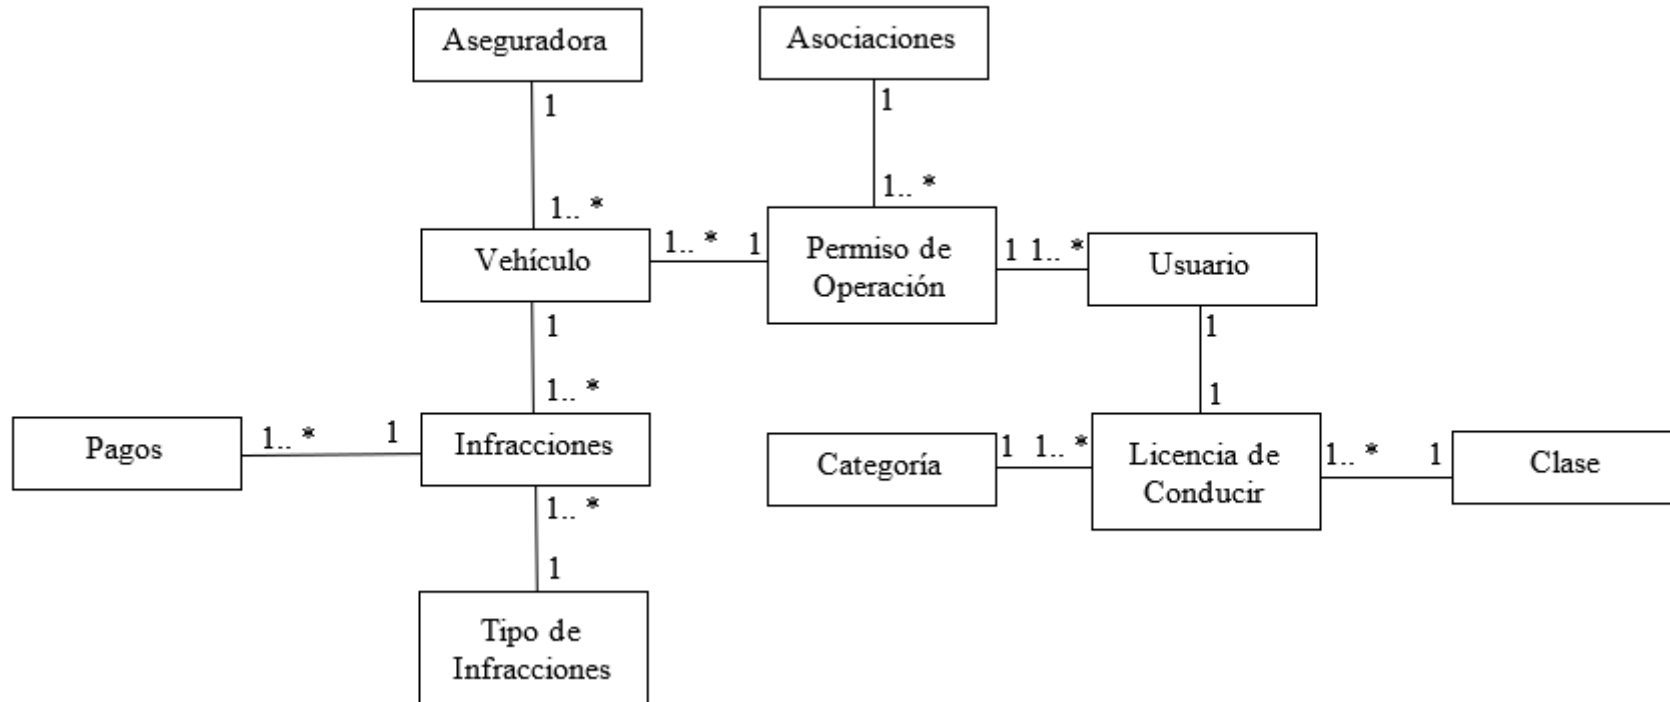 Aseguradora
Asociaciones
1
1
1.. *
1.. *
Vehículo
1.. *
1
Permiso de
Operación
1
1.. *
Usuario
1
1
1.. *
1
Pagos
1.. *
1
Infracciones
Categoría
1
1.. *
Licencia de
Conducir
1.. *
1
Clase
1.. *
1
Tipo de
Infracciones